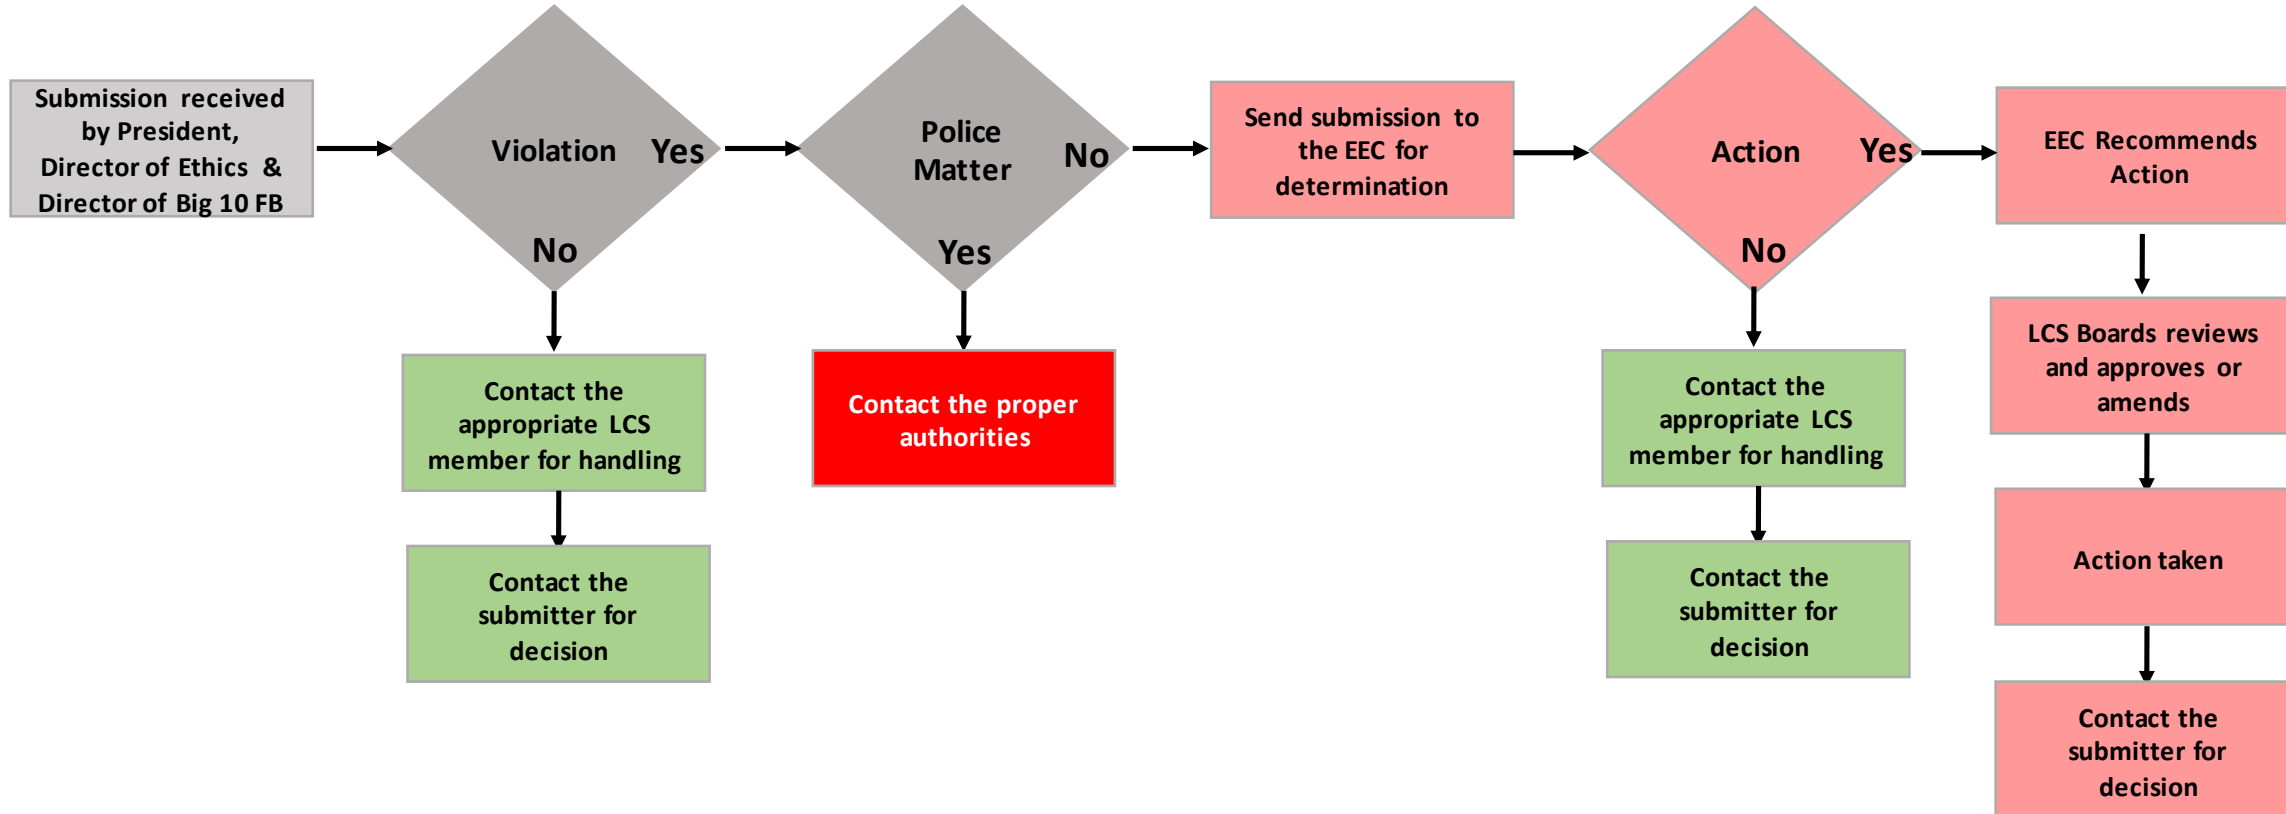 Submission received
by President,
Director of Ethics &
Director of Big 10 FB
Violation
Yes
No
Police
Matter
No
Yes
Send submission to
the EEC for
determination
Action
Yes
No
EEC Recommends
Action
Contact the
appropriate LCS
member for handling
Contact the
submitter for
decision
Contact the proper
authorities
Contact the
appropriate LCS
member for handling
Contact the
submitter for
decision
LCS Boards reviews
and approves or
amends
Action taken
Contact the
submitter for
decision